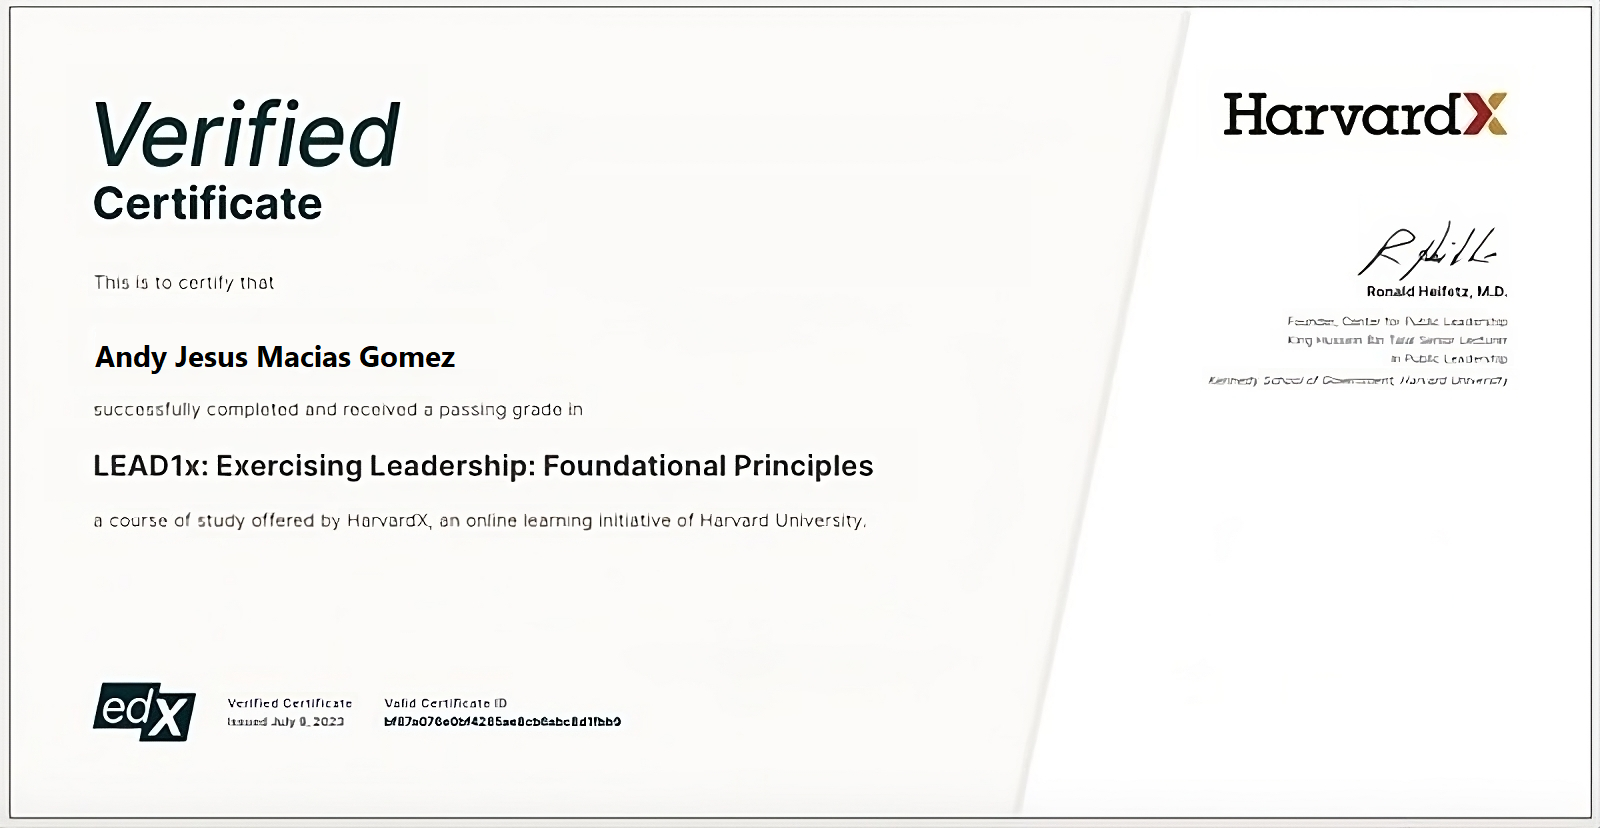 Verified
Certificate
This is to certify that
Andy Jesus Macias Gomez
successfully completed and received a passing grade in
LEAD1x: Exercising Leadership: Foundational Principles
a course of study offered by HarvardX, an online learning initiative of Harvard University.
HarvardX
Ronald Heifetz, M.D.
Founder, Center for Public Leadership
King Hussein Bin Talal Senior Lecturer
in Public Leadership
Kennedy School of Government, Harvard University
edX
Verified Certificate
Issued July
Valid Certificate ID